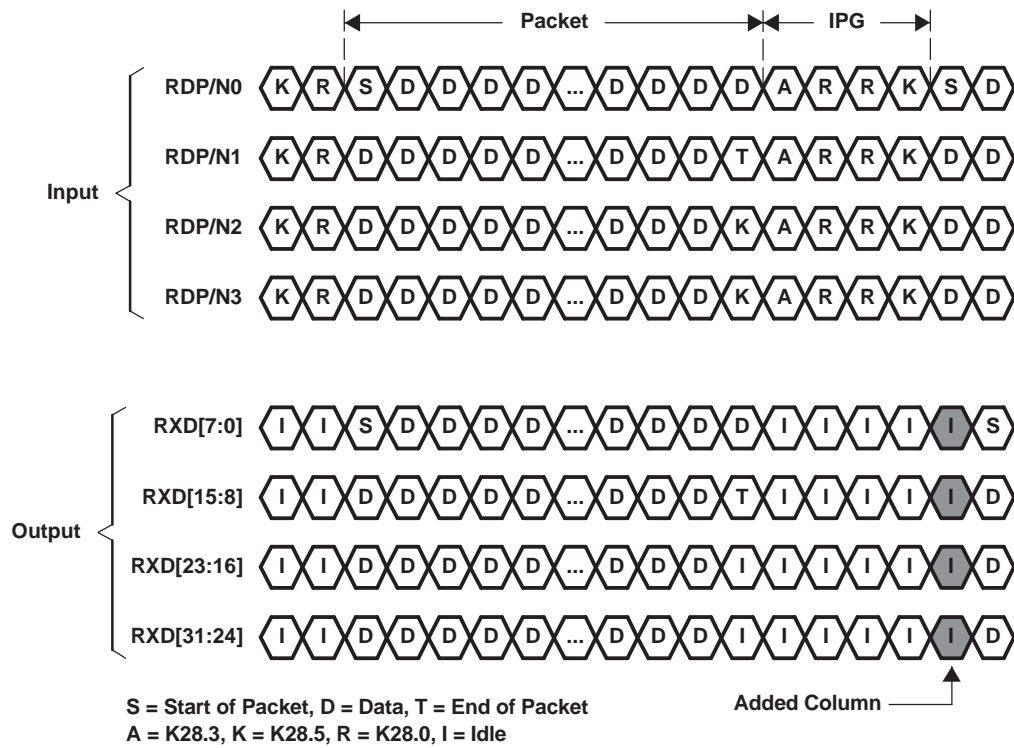 Packet IPG
RDP/N0 K R S D D D D ... D D D D A R R K S D
RDP/N1 K R D D D D D ... D D D T A R R K D D
Input
RDP/N2 K R D D D D D ... D D D K A R R K D D
RDP/N3 K R D D D D D ... D D D K A R R K D D
RXD[7:0] I I S D D D D ... D D D D I I I I I S
RXD[15:8] I I D D D D D ... D D D T I I I I I D
Output
RXD[23:16] I I D D D D D ... D D D I I I I I I D
RXD[31:24] I I D D D D D ... D D D I I I I I I D
Added Column
S = Start of Packet, D = Data, T = End of Packet
A = K28.3, K = K28.5, R = K28.0, I = Idle